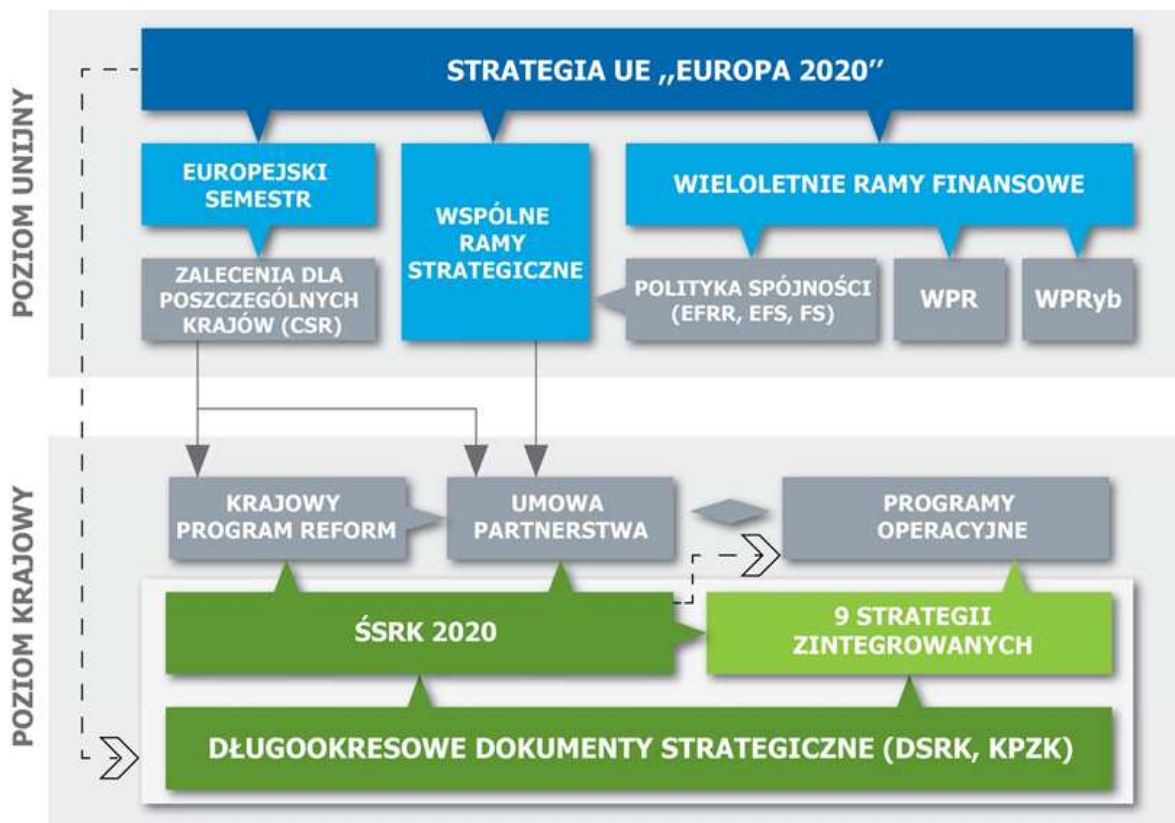 POZIOM UNIJNY
STRATEGIA UE ,,EUROPA 2020”
EUROPEJSKI
SEMESTR
WSPÓLNE
RAMY
STRATEGICZNE
WIELOLETNIE RAMY FINANSOWE
ZALECENIA DLA
POSZCZEGÓLNYCH
KRAJÓW (CSR)
POLITYKA SPÓJNOŚCI
(EFRR, EFS, FS)
WPR
WPRyb
POZIOM KRAJOWY
KRAJOWY
PROGRAM REFORM
UMOWA
PARTNERSTWA
PROGRAMY
OPERACYJNE
ŚSRK 2020
9 STRATEGII
ZINTEGROWANYCH
DŁUGOOKRESOWE DOKUMENTY STRATEGICZNE (DSRK, KPZK)